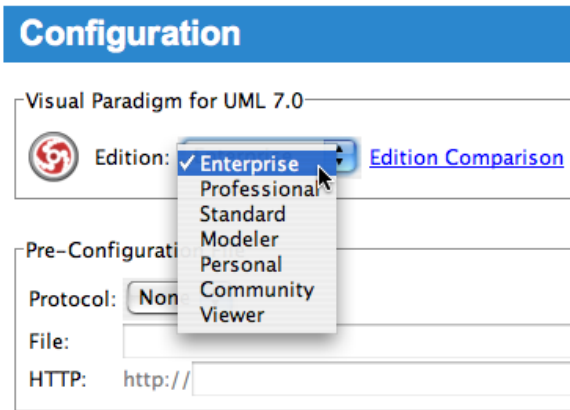 Configuration
Visual Paradigm for UML 7.0
Edition: ✓ Enterprise Edition Comparison
Professional
Standard
Modeler
Personal
Community
Viewer
Pre-Configurati
Protocol: Non
File:
HTTP: http://